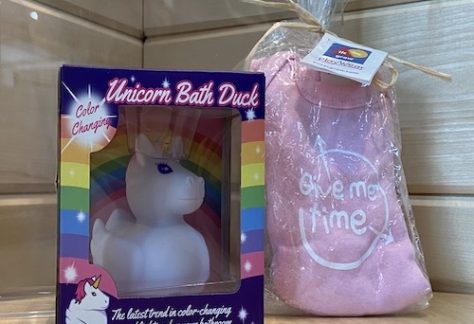 Unicorn Bath Duck
Color
Changing
The latest trend in color-changing
Give me
time